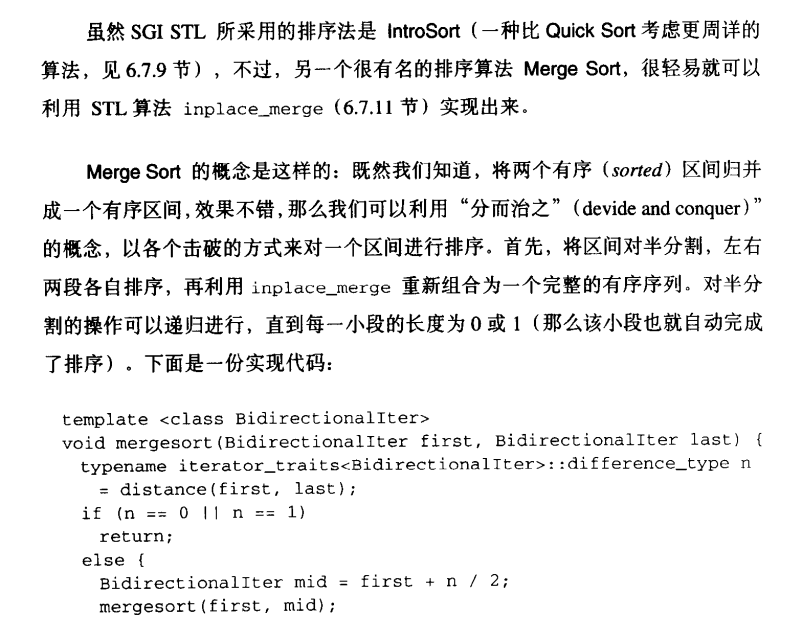 虽然 SGI STL 所采用的排序法是 IntroSort（一种比 Quick Sort 考虑更周详的
算法，见 6.7.9 节），不过，另一个很有名的排序算法 Merge Sort，很轻易就可以
利用 STL 算法 inplace_merge（6.7.11 节）实现出来。
Merge Sort 的概念是这样的：既然我们知道，将两个有序（sorted）区间归并
成一个有序区间，效果不错，那么我们可以利用“分而治之”（devide and conquer）”
的概念，以各个击破的方式来对一个区间进行排序。首先，将区间对半分割，左右
两段各自排序，再利用 inplace_merge 重新组合为一个完整的有序序列。对半分
割的操作可以递归进行，直到每一小段的长度为 0 或 1（那么该小段也就自动完成
了排序）。下面是一份实现代码：
template <class BidirectionalIter>
void mergesort(BidirectionalIter first, BidirectionalIter last) {
typename iterator_traits<BidirectionalIter>::difference_type n
= distance(first, last);
if (n == 0 || n == 1)
return;
else {
BidirectionalIter mid = first + n / 2;
mergesort(first, mid);